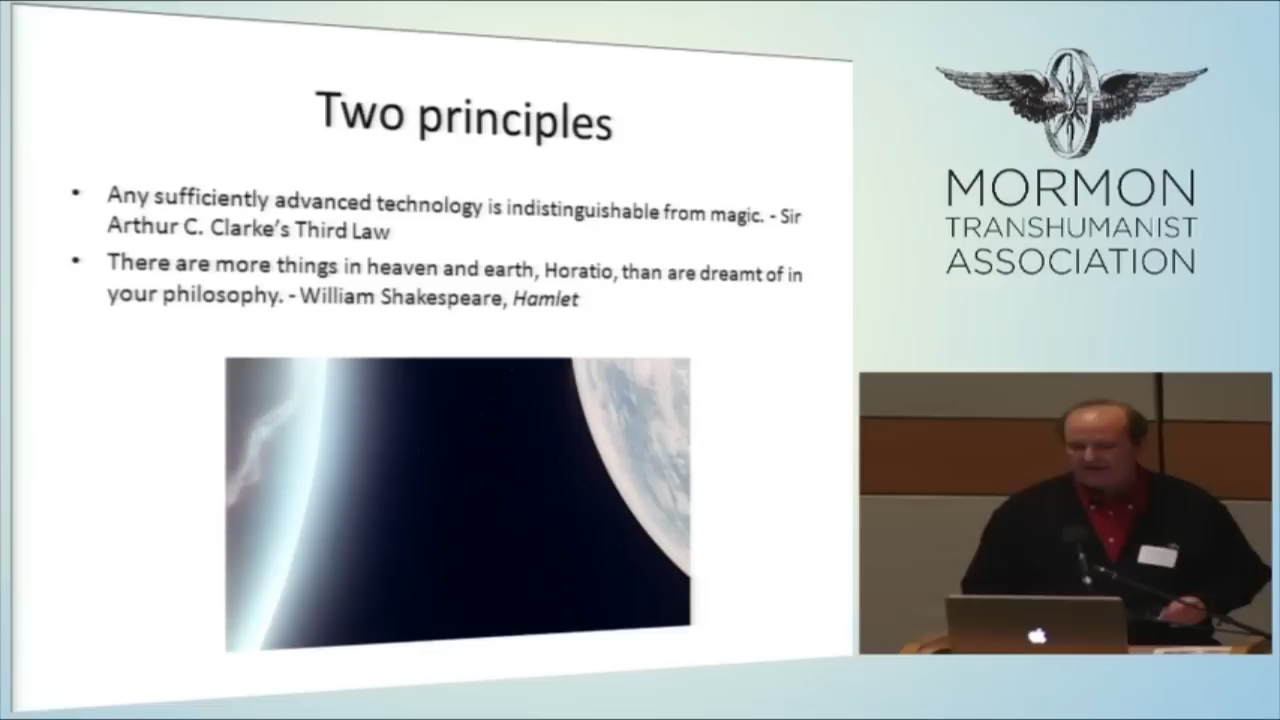 Two principles
• Any sufficiently advanced technology is indistinguishable from magic. - Sir
Arthur C. Clarke's Third Law
• There are more things in heaven and earth, Horatio, than are dreamt of in
your philosophy. - William Shakespeare, Hamlet
MORMON
TRANSHUMANIST
ASSOCIATION